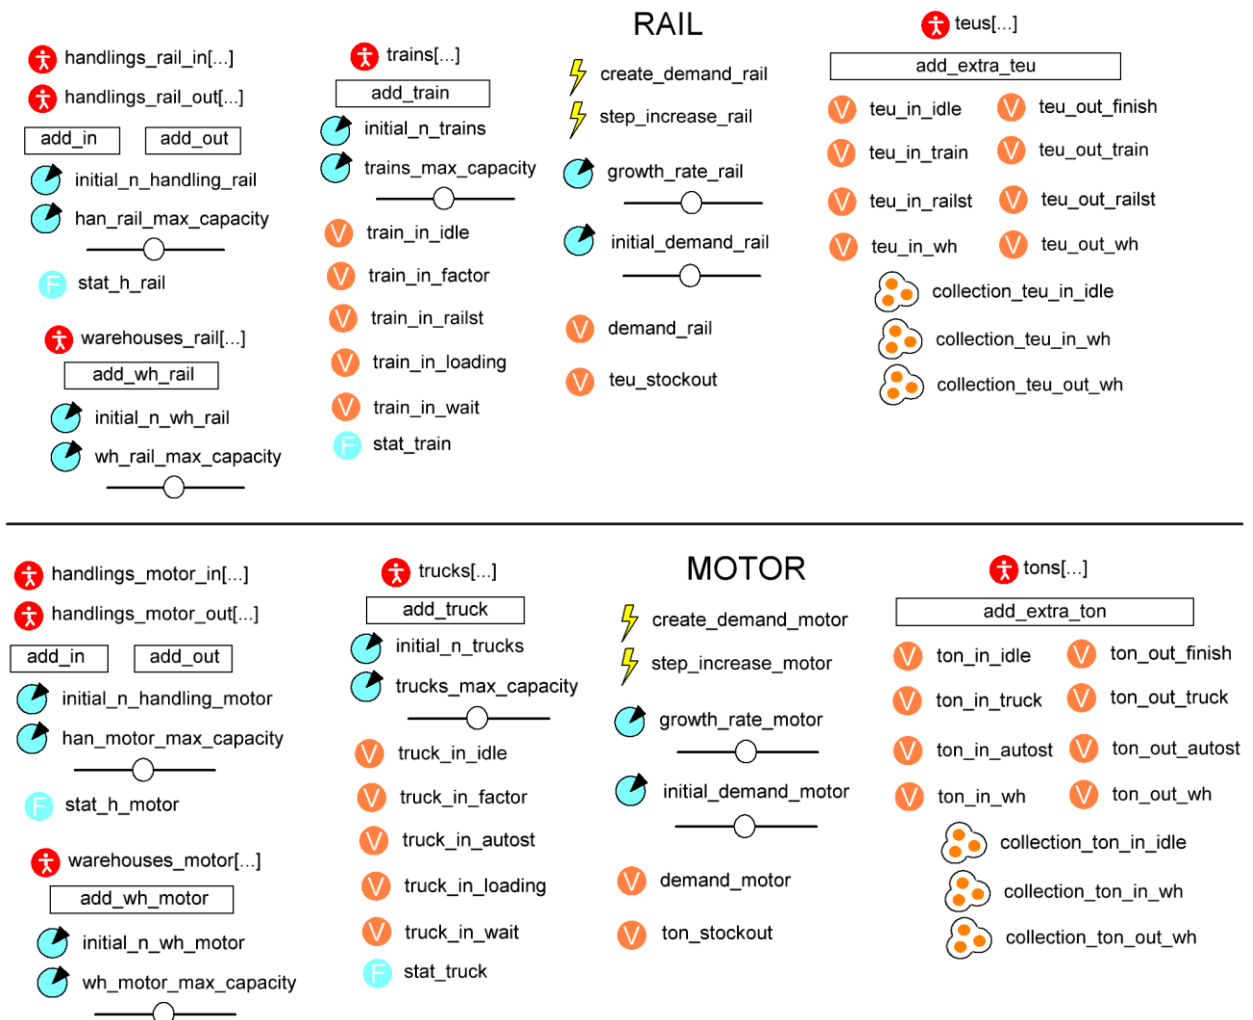 RAIL
handlings_rail_in[...]
handlings_rail_out[...]
add_in
add_out
initial_n_handling_rail
han_rail_max_capacity
F stat_h_rail
warehouses_rail[...]
add_wh_rail
initial_n_wh_rail
wh_rail_max_capacity
trains[...]
add_train
initial_n_trains
trains_max_capacity
V train_in_idle
V train_in_factor
V train_in_railst
V train_in_loading
V train_in_wait
F stat_train
create_demand_rail
step_increase_rail
growth_rate_rail
initial_demand_rail
V demand_rail
V teu_stockout
teus[...]
add_extra_teu
V teu_in_idle
V teu_out_finish
V teu_in_train
V teu_out_train
V teu_in_railst
V teu_out_railst
V teu_in_wh
V teu_out_wh
collection_teu_in_idle
collection_teu_in_wh
collection_teu_out_wh
MOTOR
handlings_motor_in[...]
handlings_motor_out[...]
add_in
add_out
initial_n_handling_motor
han_motor_max_capacity
F stat_h_motor
warehouses_motor[...]
add_wh_motor
initial_n_wh_motor
wh_motor_max_capacity
trucks[...]
add_truck
initial_n_trucks
trucks_max_capacity
V truck_in_idle
V truck_in_factor
V truck_in_autost
V truck_in_loading
V truck_in_wait
F stat_truck
create_demand_motor
step_increase_motor
growth_rate_motor
initial_demand_motor
V demand_motor
V ton_stockout
tons[...]
add_extra_ton
V ton_in_idle
V ton_out_finish
V ton_in_truck
V ton_out_truck
V ton_in_autost
V ton_out_autost
V ton_in_wh
V ton_out_wh
collection_ton_in_idle
collection_ton_in_wh
collection_ton_out_wh